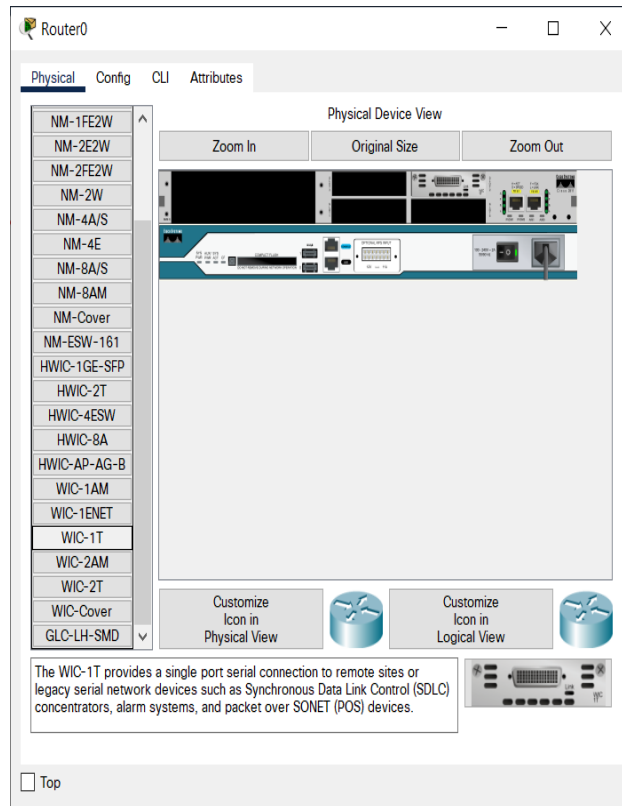 Router0
Physical Config CLI Attributes
NM-1FE2W
NM-2E2W
NM-2FE2W
NM-2W
NM-4A/S
NM-4E
NM-8A/S
NM-8AM
NM-Cover
NM-ESW-161
HWIC-1GE-SFP
HWIC-2T
HWIC-4ESW
HWIC-8A
HWIC-AP-AG-B
WIC-1AM
WIC-1ENET
WIC-1T
WIC-2AM
WIC-2T
WIC-Cover
GLC-LH-SMD
Physical Device View
Zoom In Original Size Zoom Out
Customize
Icon in
Physical View
Customize
Icon in
Logical View
The WIC-1T provides a single port serial connection to remote sites or
legacy serial network devices such as Synchronous Data Link Control (SDLC)
concentrators, alarm systems, and packet over SONET (POS) devices.
Top